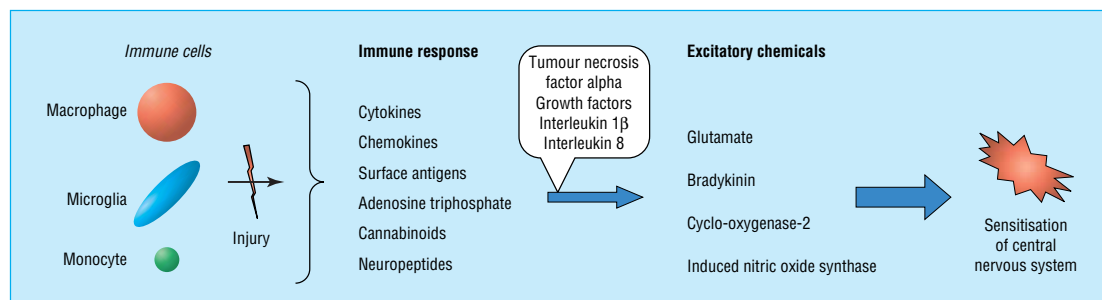 Immune cells
Macrophage
Microglia
Monocyte
Injury
Immune response
Cytokines
Chemokines
Surface antigens
Adenosine triphosphate
Cannabinoids
Neuropeptides
Tumour necrosis
factor alpha
Growth factors
Interleukin 1β
Interleukin 8
Excitatory chemicals
Glutamate
Bradykinin
Cyclo-oxygenase-2
Induced nitric oxide synthase
Sensitisation
of central
nervous system